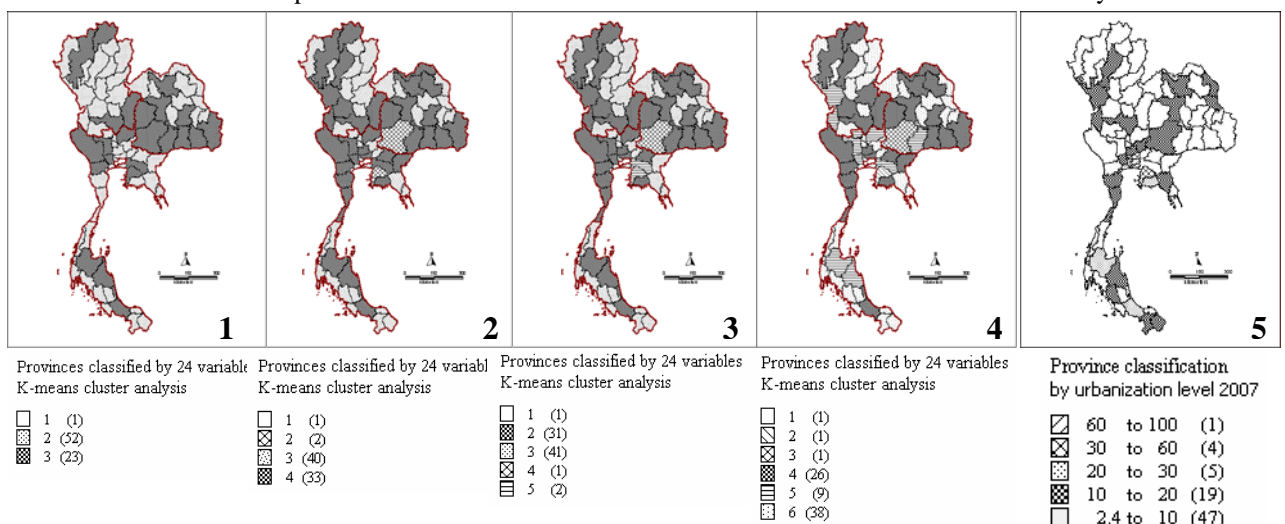 1
2
3
4
5
Provinces classified by 24 variable
K-means cluster analysis
1 (1)
2 (52)
3 (23)
Provinces classified by 24 variabl
K-means cluster analysis
1 (1)
2 (2)
3 (40)
4 (33)
Provinces classified by 24 variables
K-means cluster analysis
1 (1)
2 (31)
3 (41)
4 (1)
5 (2)
Provinces classified by 24 variables
K-means cluster analysis
1 (1)
2 (1)
3 (1)
4 (26)
5 (9)
6 (38)
Province classification
by urbanization level 2007
60 to 100 (1)
30 to 60 (4)
20 to 30 (5)
10 to 20 (19)
2.4 to 10 (47)